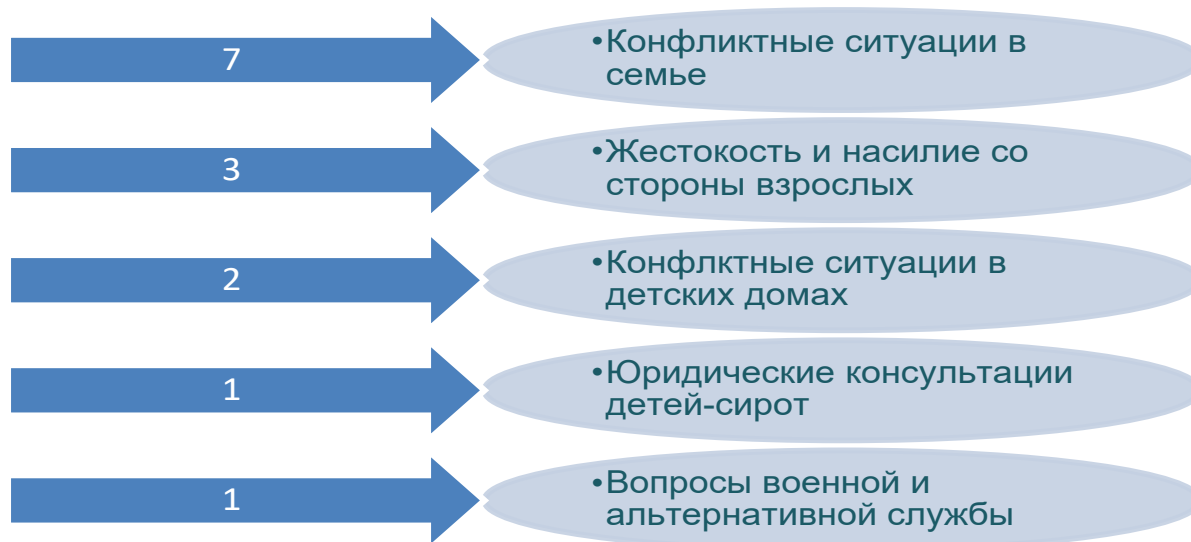 7
•Конфликтные ситуации в
семье
3
•Жестокость и насилие со
стороны взрослых
2
•Конфлктные ситуации в
детских домах
1
•Юридические консультации
детей-сирот
1
•Вопросы военной и
альтернативной службы